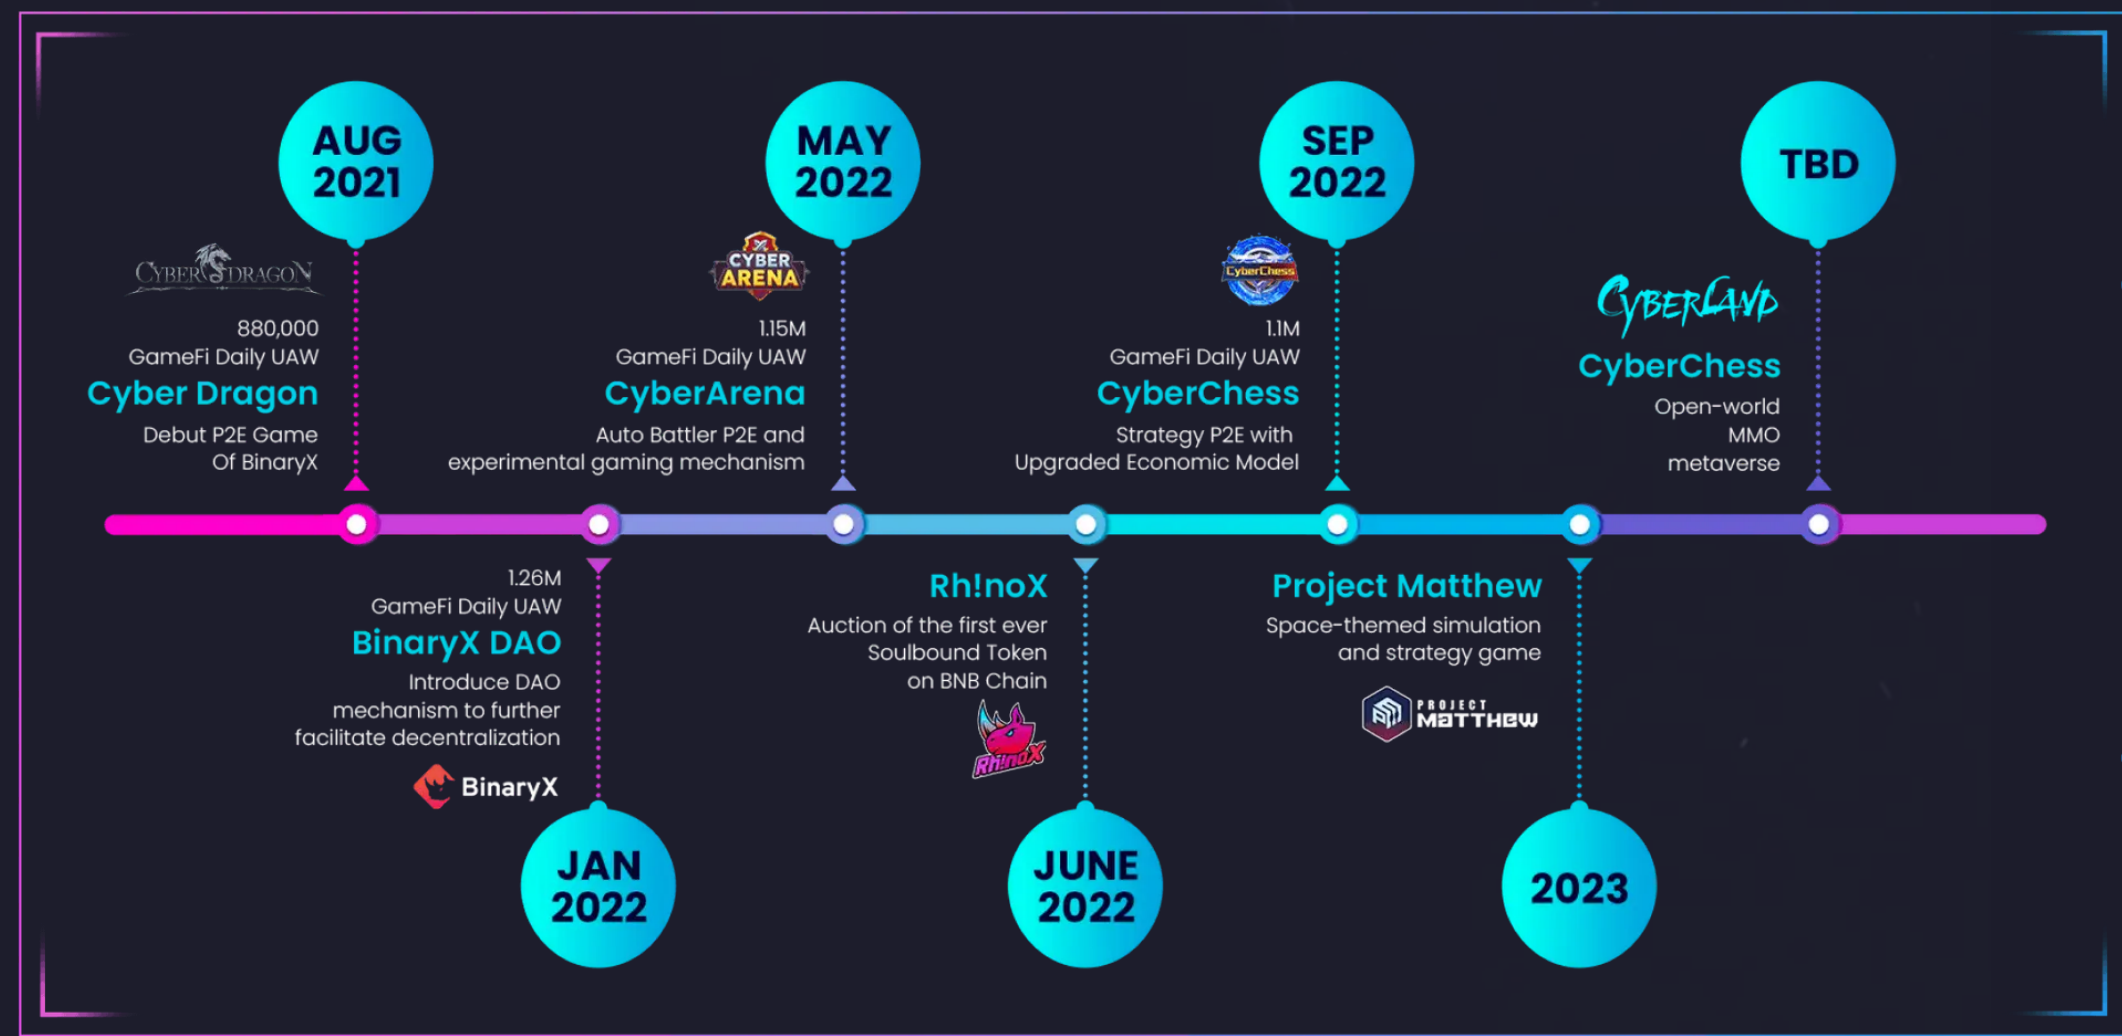 AUG
2021
CYBERDRAGON
880,000
GameFi Daily UAW
Cyber Dragon
Debut P2E Game
Of BinaryX
1.26M
GameFi Daily UAW
BinaryX DAO
Introduce DAO
mechanism to further
facilitate decentralization
BinaryX
JAN
2022
MAY
2022
CYBER
ARENA
1.15M
GameFi Daily UAW
CyberArena
Auto Battler P2E and
experimental gaming mechanism
Rh!noX
Auction of the first ever
Soulbound Token
on BNB Chain
Rh!noX
JUNE
2022
SEP
2022
CyberChess
1.1M
GameFi Daily UAW
CyberChess
Strategy P2E with
Upgraded Economic Model
Project Matthew
Space-themed simulation
and strategy game
PROJECT
MATTHEW
2023
TBD
CYBERLAND
CyberChess
Open-world
MMO
metaverse